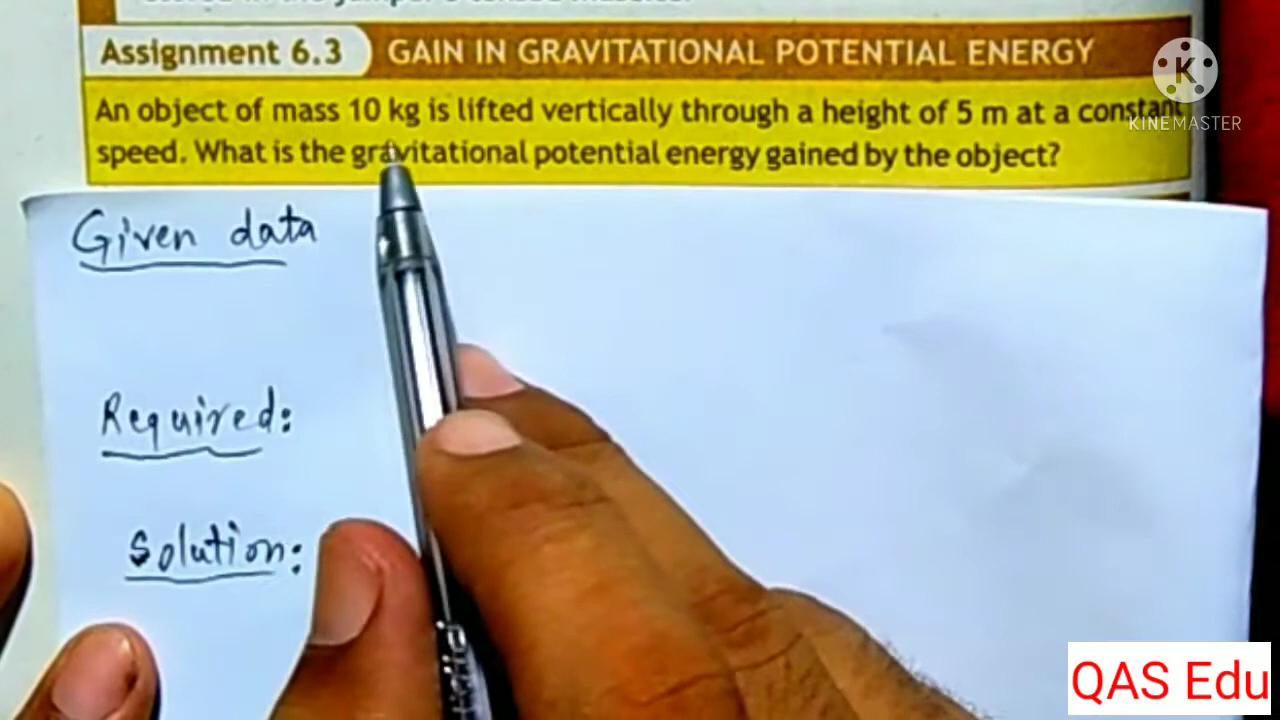 Assignment 6.3 GAIN IN GRAVITATIONAL POTENTIAL ENERGY
K
KINEMASTER
An object of mass 10 kg is lifted vertically through a height of 5 m at a constant
speed. What is the gravitational potential energy gained by the object?
Given data
Required:
Solution:
QAS Edu